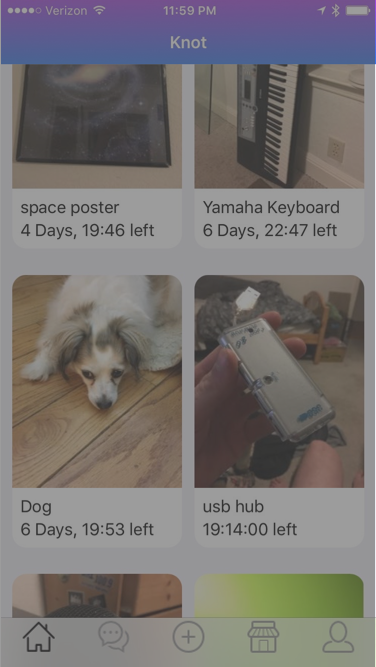 Verizon 11:59 PM
Knot
space poster
4 Days, 19:46 left
Yamaha Keyboard
6 Days, 22:47 left
Dog
6 Days, 19:53 left
usb hub
19:14:00 left